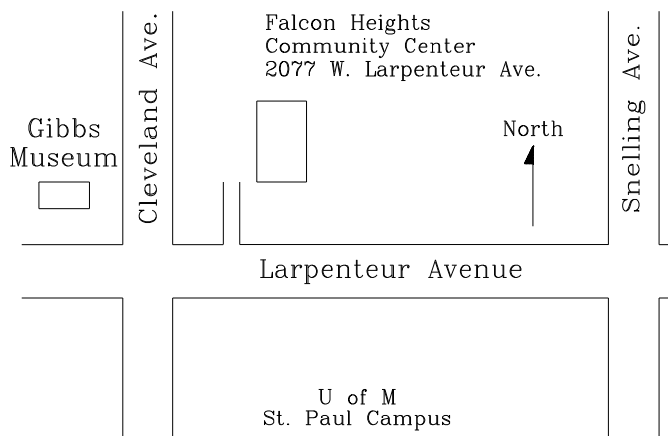 Falcon Heights
Community Center
2077 W. Larpenteur Ave.
Gibbs
Museum
Cleveland Ave.
North
Snelling Ave.
Larpenteur Avenue
U of M
St. Paul Campus